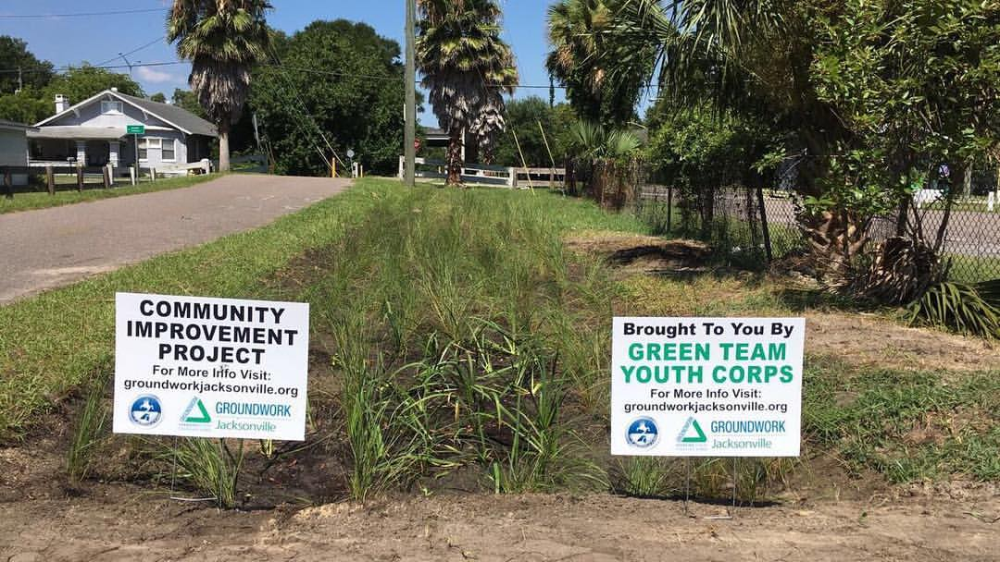 COMMUNITY
IMPROVEMENT
PROJECT
For More Info Visit:
groundworkjacksonville.org
GROUNDWORK
Jacksonville
Brought To You By
GREEN TEAM
YOUTH CORPS
For More Info Visit:
groundworkjacksonville.org
GROUNDWORK
Jacksonville